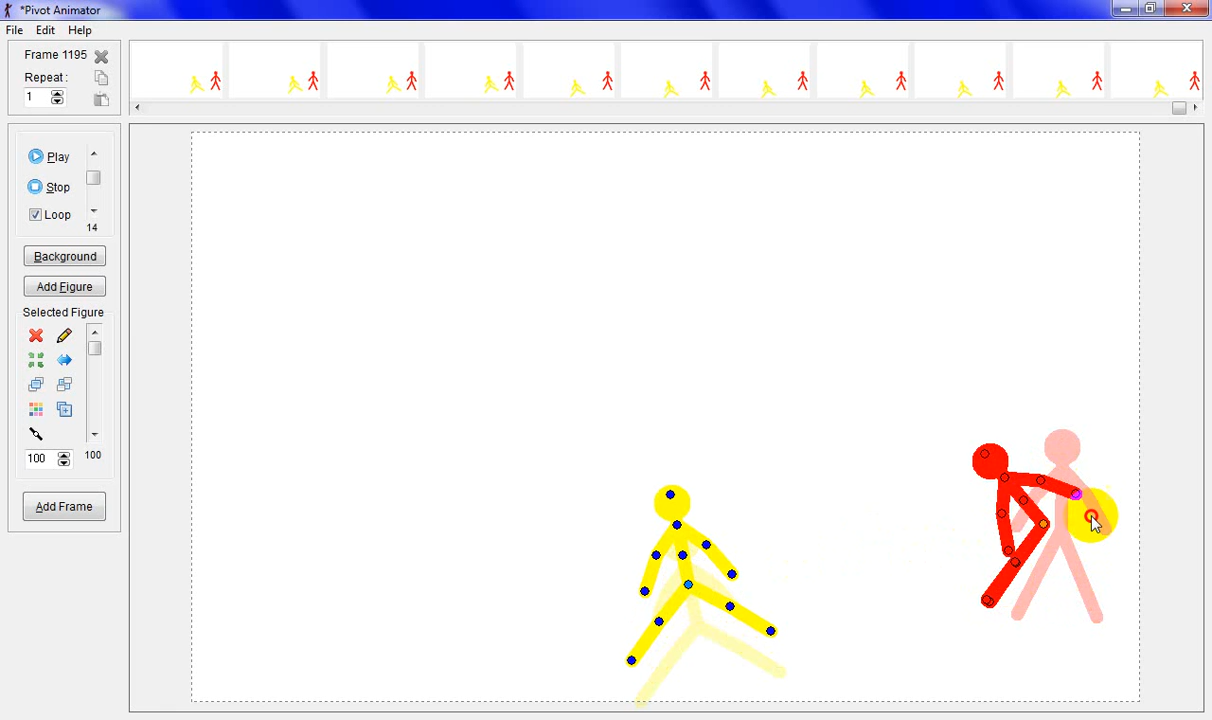 *Pivot Animator
File Edit Help
Frame 1195
Repeat:
1
Play
Stop
Loop
14
Background
Add Figure
Selected Figure
100
100
Add Frame